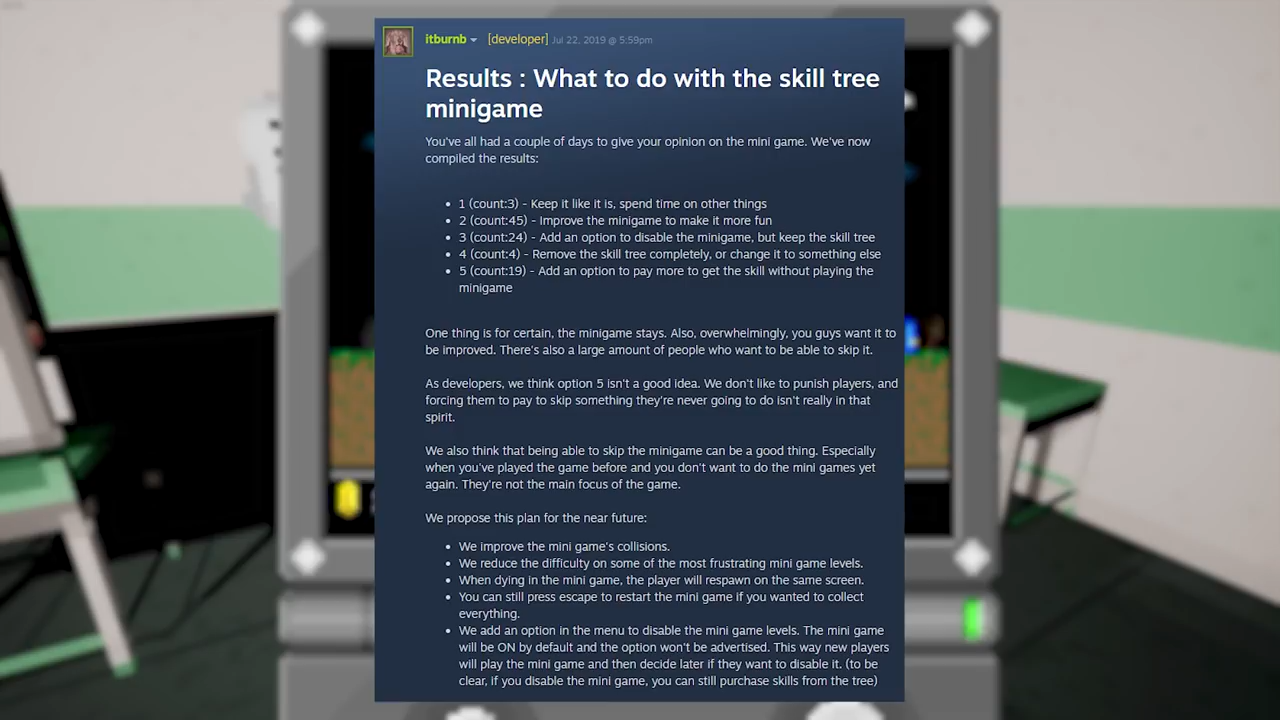 itburnb [developer] Jul 22, 2019 @ 5:59pm
Results : What to do with the skill tree
minigame
You've all had a couple of days to give your opinion on the mini game. We've now
compiled the results:
• 1 (count:3) - Keep it like it is, spend time on other things
• 2 (count:45) - Improve the minigame to make it more fun
• 3 (count:24) - Add an option to disable the minigame, but keep the skill tree
• 4 (count:4) - Remove the skill tree completely, or change it to something else
• 5 (count:19) - Add an option to pay more to get the skill without playing the
minigame
One thing is for certain, the minigame stays. Also, overwhelmingly, you guys want it to
be improved. There's also a large amount of people who want to be able to skip it.
As developers, we think option 5 isn't a good idea. We don't like to punish players, and
forcing them to pay to skip something they're never going to do isn't really in that
spirit.
We also think that being able to skip the minigame can be a good thing. Especially
when you've played the game before and you don't want to do the mini games yet
again. They're not the main focus of the game.
We propose this plan for the near future:
• We improve the mini game's collisions.
• We reduce the difficulty on some of the most frustrating mini game levels.
• When dying in the mini game, the player will respawn on the same screen.
• You can still press escape to restart the mini game if you wanted to collect
everything.
• We add an option in the menu to disable the mini game levels. The mini game
will be ON by default and the option won't be advertised. This way new players
will play the mini game and then decide later if they want to disable it. (to be
clear, if you disable the mini game, you can still purchase skills from the tree)